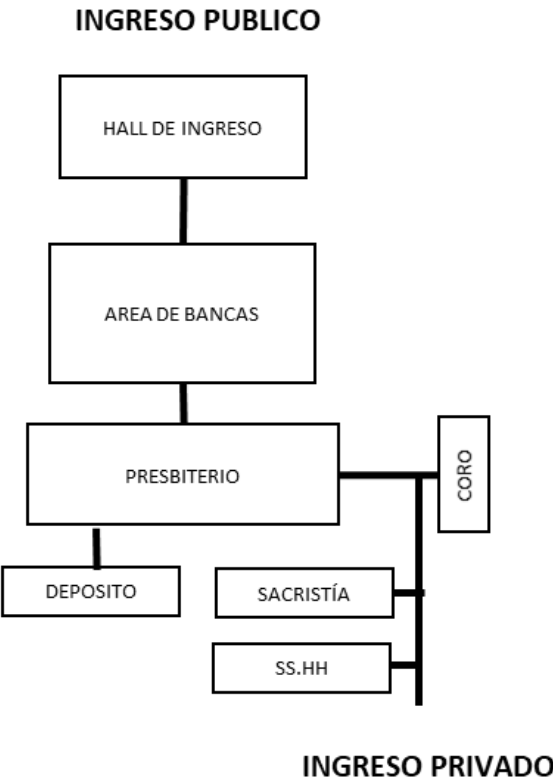 INGRESO PUBLICO
HALL DE INGRESO
AREA DE BANCAS
PRESBITERIO
CORO
DEPOSITO
SACRISTÍA
SS.HH
INGRESO PRIVADO